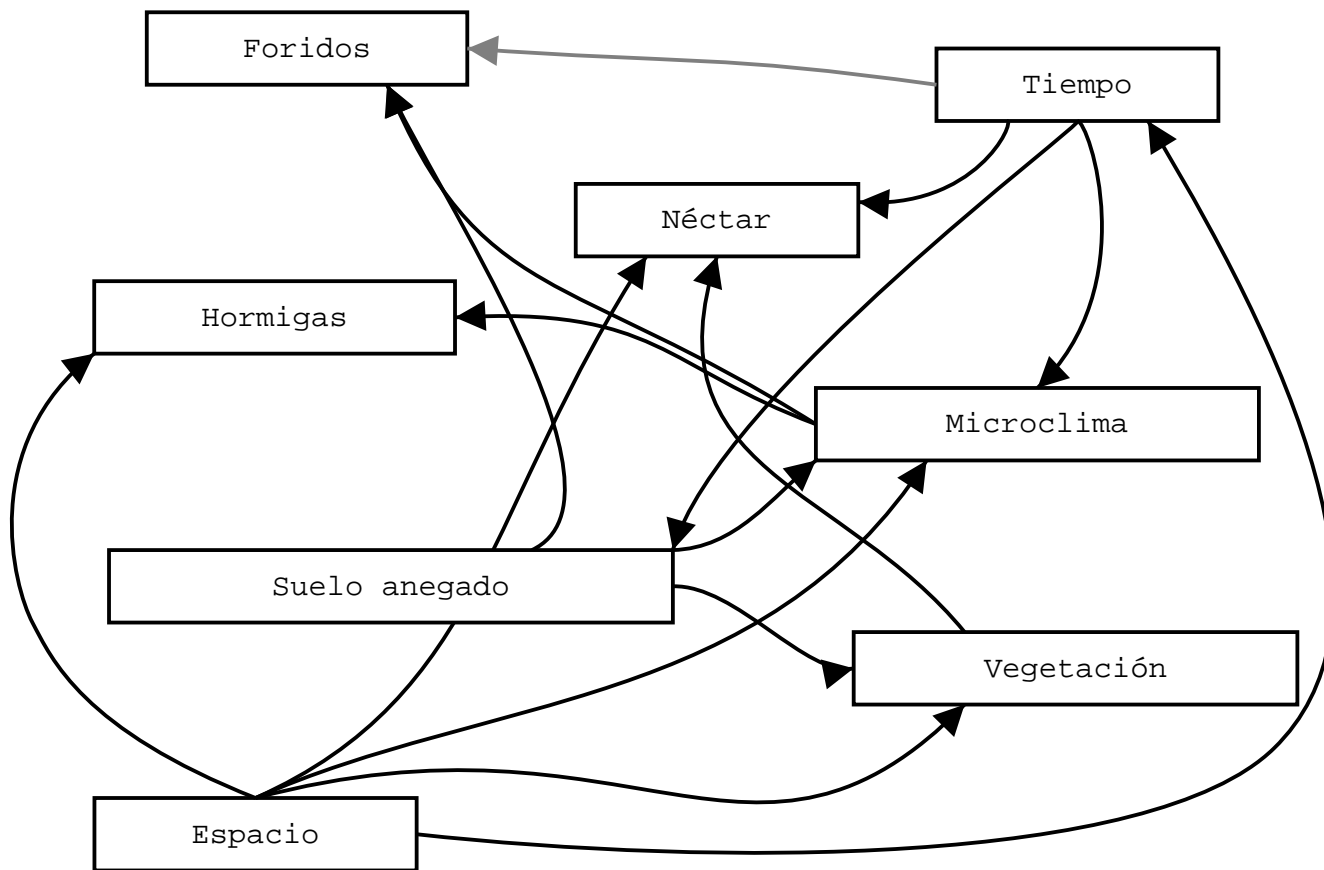 Foridos
Tiempo
Néctar
Hormigas
Microclima
Suelo anegado
Vegetación
Espacio